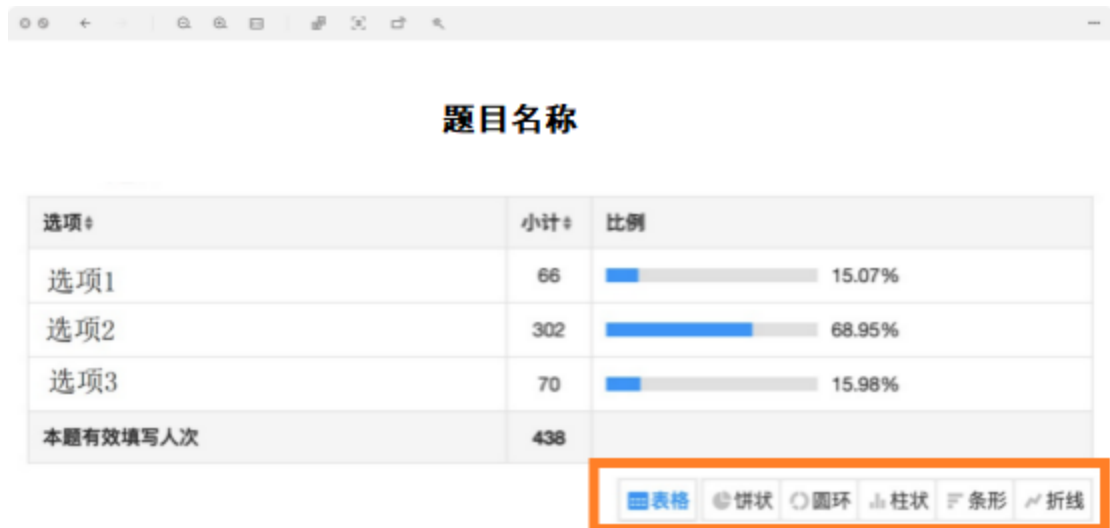 题目名称
选项 小计 比例
选项1 66 15.07%
选项2 302 68.95%
选项3 70 15.98%
本题有效填写人次 438
表格 饼状 圆环 柱状 条形 折线